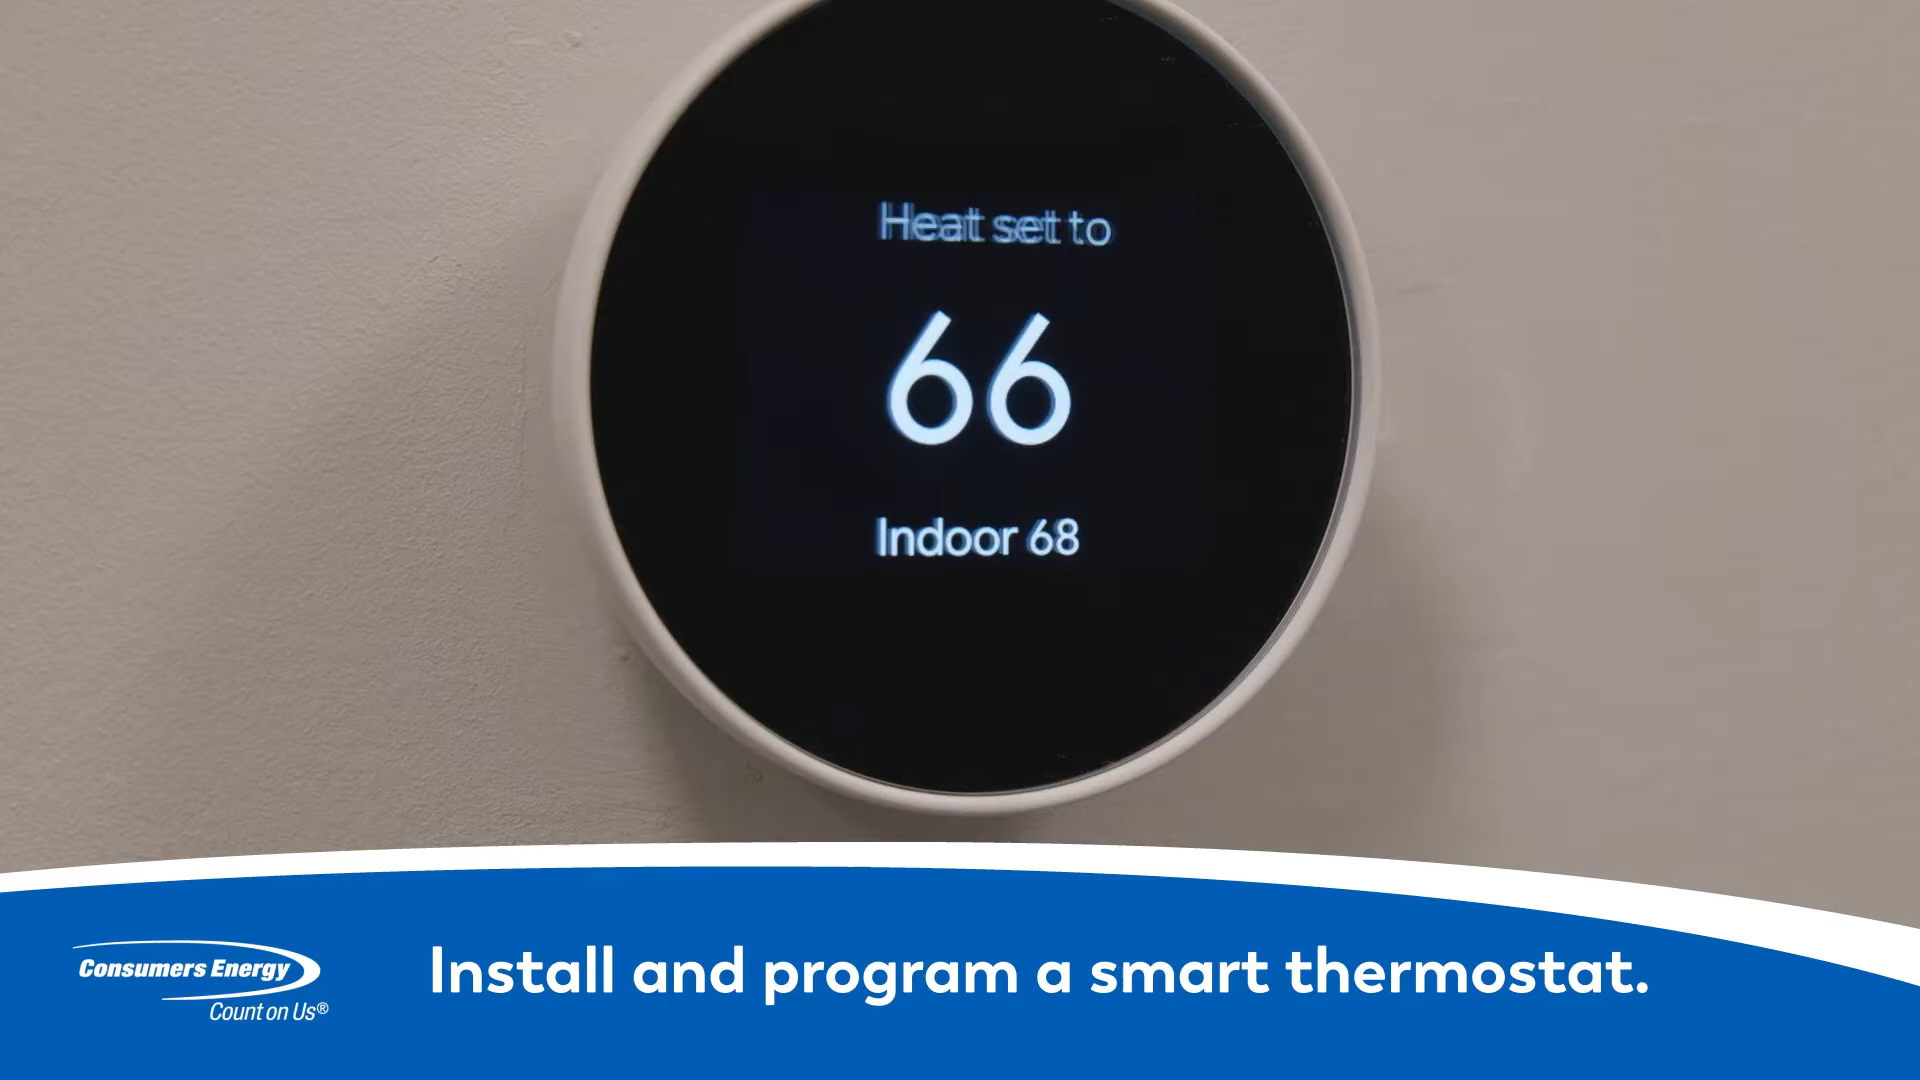 Heat set to
66
Indoor 68
Consumers Energy
Count on Us®
Install and program a smart thermostat.